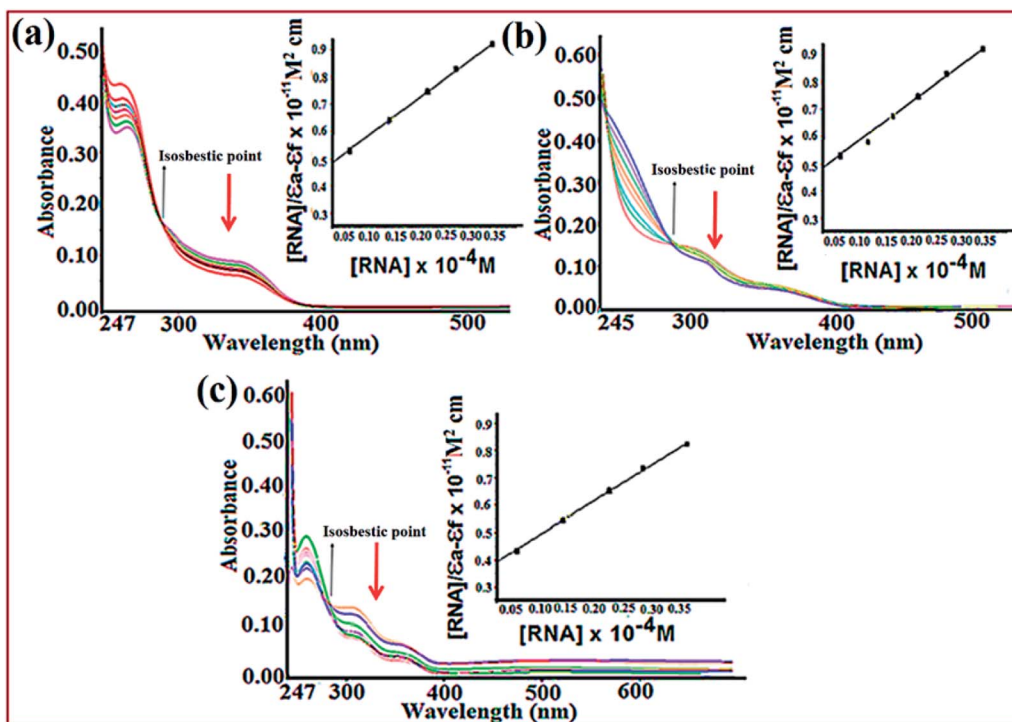 (a)
0.50
0.40
0.30
0.20
0.10
0.00
Absorbance
247 300 400 500
Wavelength (nm)
Isosbestic point
[RNA]/Ɛa-Ɛf x 10⁻¹¹M² cm
0.9
0.8
0.7
0.6
0.5
0.4
0.3
0.05 0.10 0.15 0.20 0.25 0.30 0.35
[RNA] x 10⁻⁴M
(b)
0.60
0.50
0.40
0.30
0.20
0.10
0.00
Absorbance
245 300 400 500
Wavelength (nm)
Isosbestic point
[RNA]/Ɛa-Ɛf x 10⁻¹¹M² cm
0.9
0.8
0.7
0.6
0.5
0.4
0.3
0.05 0.10 0.15 0.20 0.25 0.30 0.35
[RNA] x 10⁻⁴M
(c)
0.60
0.50
0.40
0.30
0.20
0.10
0.00
Absorbance
247 300 400 500 600
Wavelength (nm)
Isosbestic point
[RNA]/Ɛa-Ɛf x 10⁻¹¹M² cm
0.9
0.8
0.7
0.6
0.5
0.4
0.3
0.05 0.10 0.15 0.20 0.25 0.30 0.35
[RNA] x 10⁻⁴M